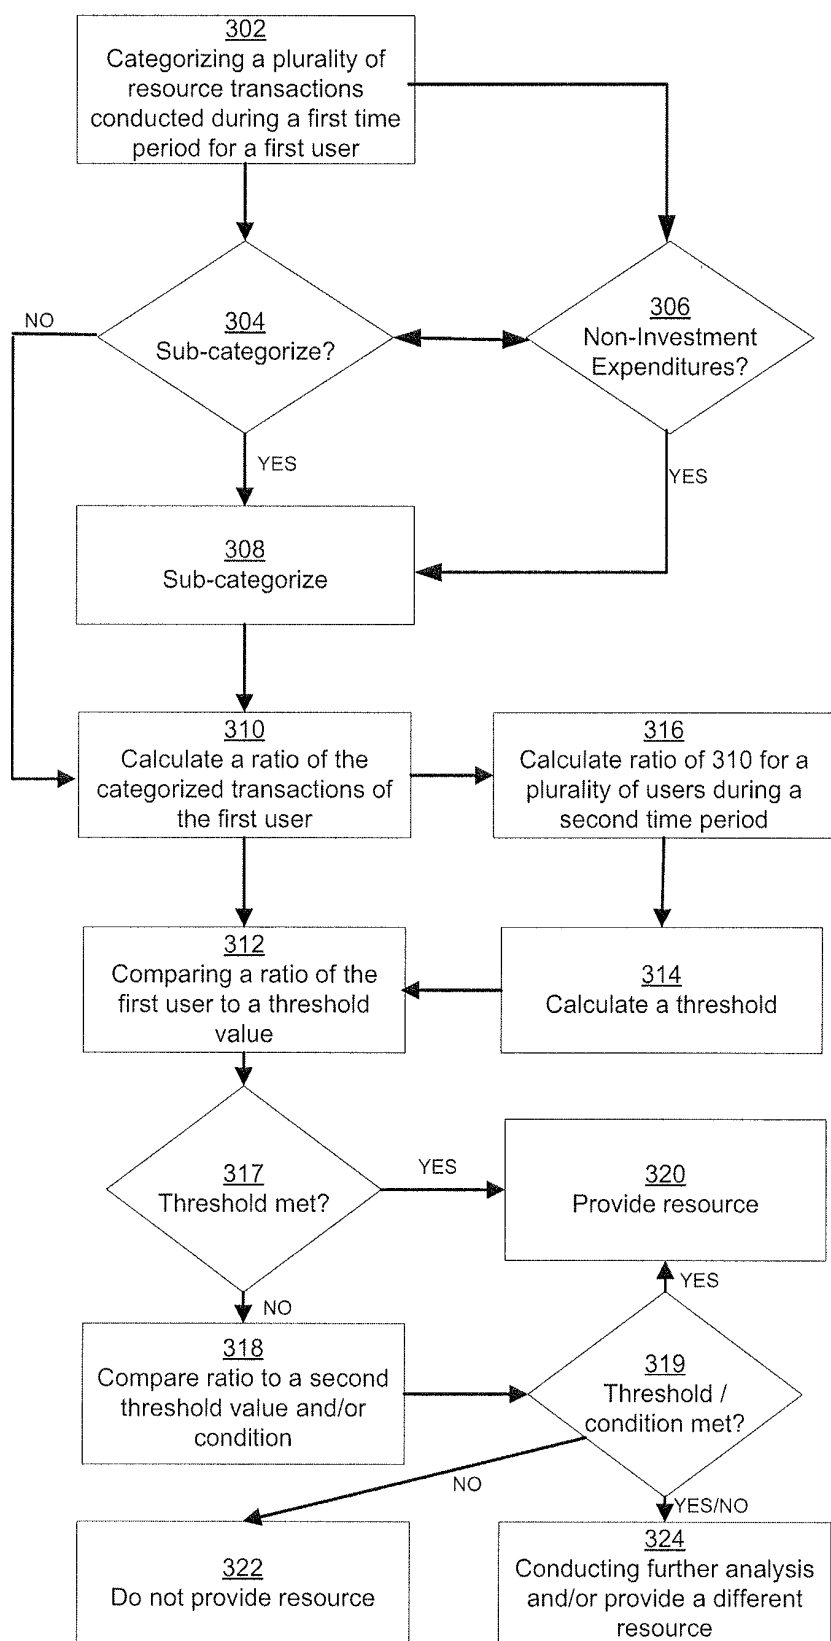 302
Categorizing a plurality of
resource transactions
conducted during a first time
period for a first user
304
Sub-categorize?
306
Non-Investment
Expenditures?
NO
YES
YES
308
Sub-categorize
310
Calculate a ratio of the
categorized transactions of
the first user
316
Calculate ratio of 310 for a
plurality of users during a
second time period
312
Comparing a ratio of the
first user to a threshold
value
314
Calculate a threshold
317
Threshold met?
YES
320
Provide resource
NO
YES
318
Compare ratio to a second
threshold value and/or
condition
319
Threshold /
condition met?
NO
YES/NO
322
Do not provide resource
324
Conducting further analysis
and/or provide a different
resource